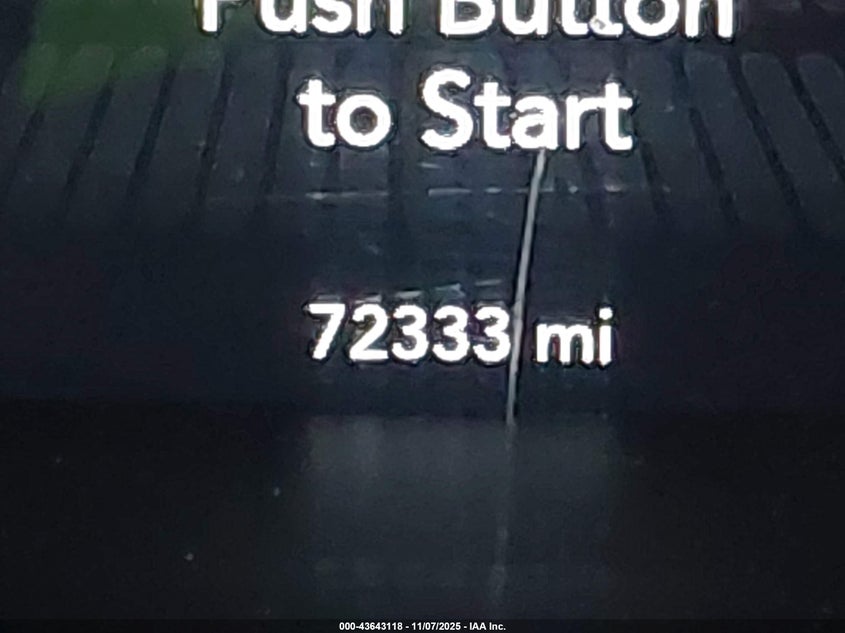 Push Button
to Start
72333 mi
000-43643118 - 11/07/2025 - IAA Inc.